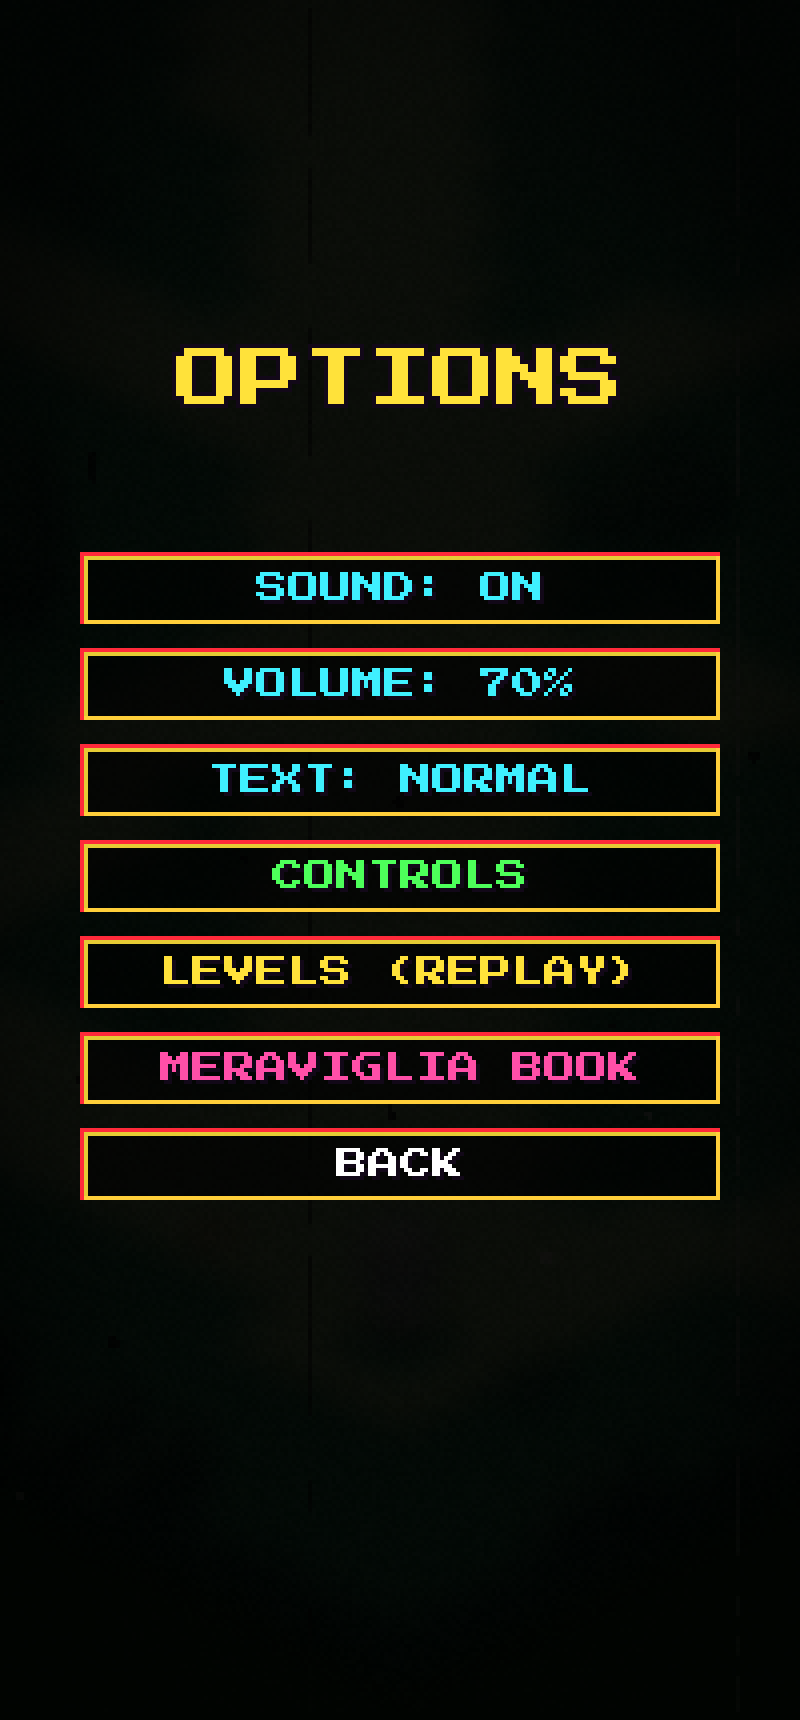 OPTIONS
SOUND: ON
VOLUME: 70%
TEXT: NORMAL
CONTROLS
LEVELS (REPLAY)
MERAVIGLIA BOOK
BACK